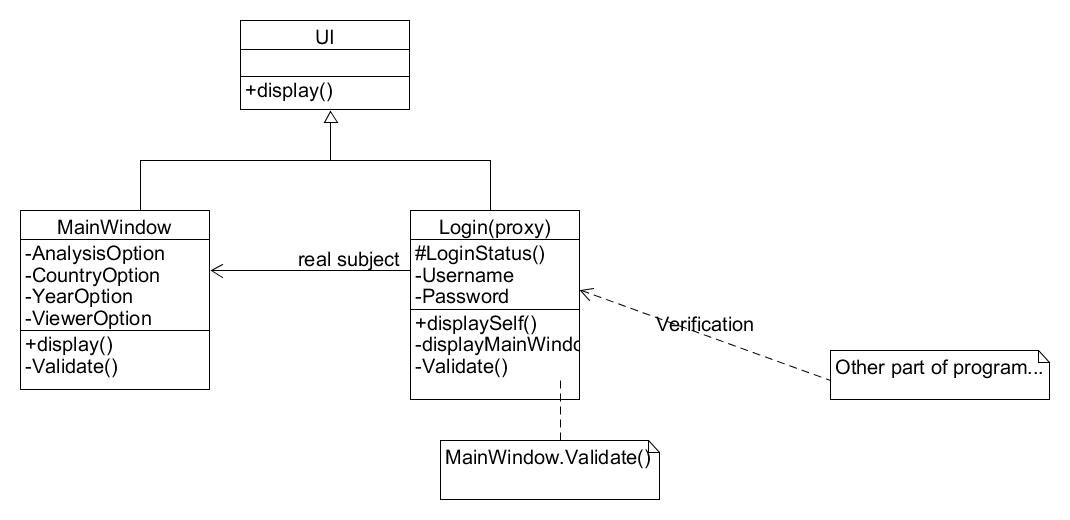 UI
+display()
MainWindow
-AnalysisOption
-CountryOption
-YearOption
-ViewerOption
+display()
-Validate()
real subject
Login(proxy)
#LoginStatus()
-Username
-Password
+displaySelf()
-displayMainWindo
-Validate()
Verification
Other part of program...
MainWindow.Validate()